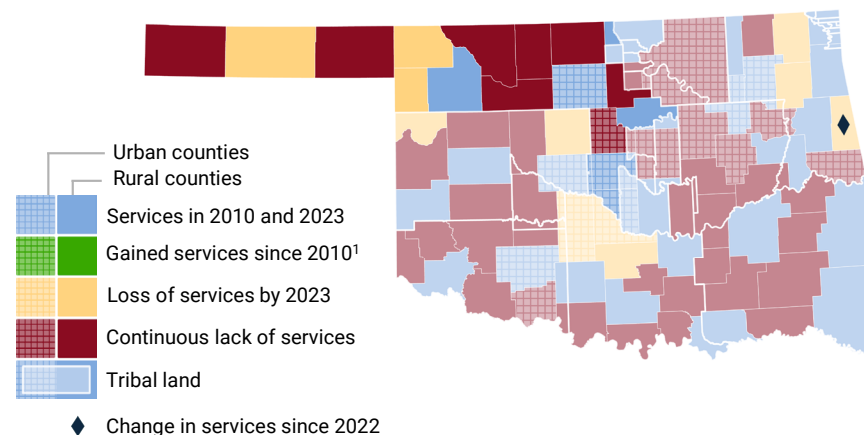 Urban counties
Rural counties
Services in 2010 and 2023
Gained services since 2010¹
Loss of services by 2023
Continuous lack of services
Tribal land
Change in services since 2022